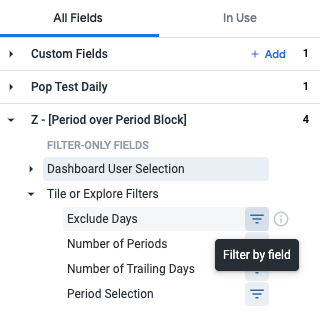 All Fields
In Use
Custom Fields
+ Add
1
Pop Test Daily
1
Z - [Period over Period Block]
4
FILTER-ONLY FIELDS
Dashboard User Selection
Tile or Explore Filters
Exclude Days
Number of Periods
Filter by field
Number of Trailing Days
Period Selection